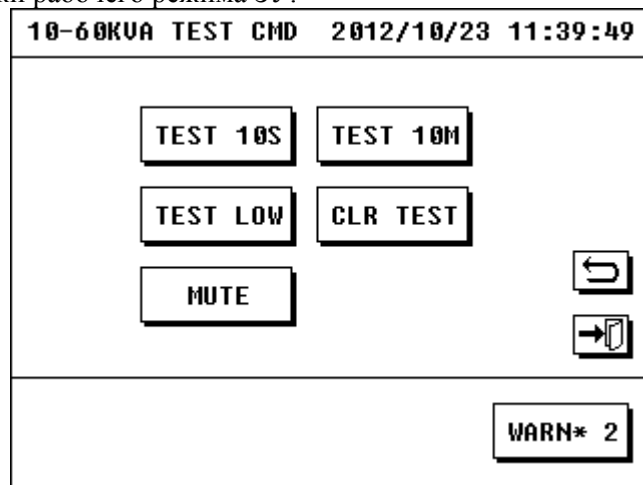 10-60KVA TEST CMD 2012/10/23 11:39:49
TEST 10S TEST 10M
TEST LOW CLR TEST
MUTE
WARN* 2